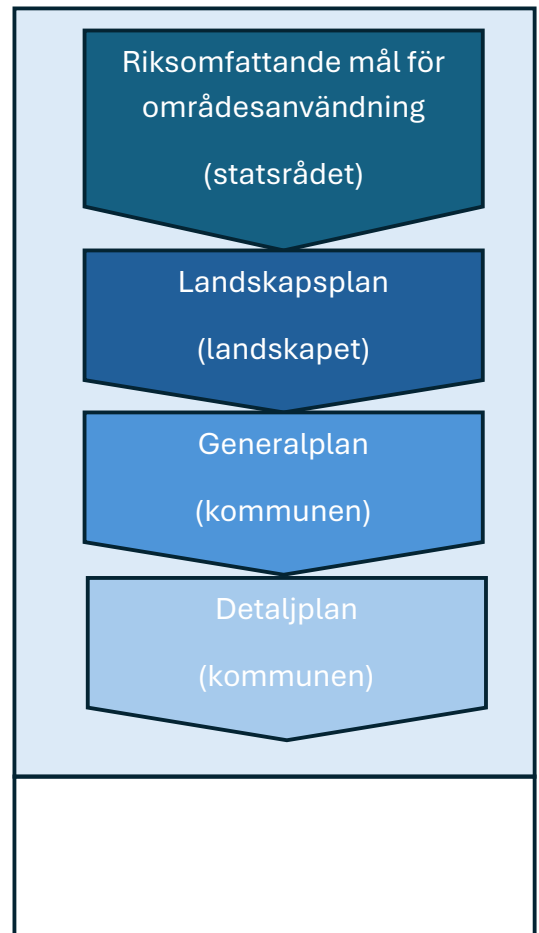 Riksomfattande mål för
områdesanvändning
(statsrådet)
Landskapsplan
(landskapet)
Generalplan
(kommunen)
Detaljplan
(kommunen)